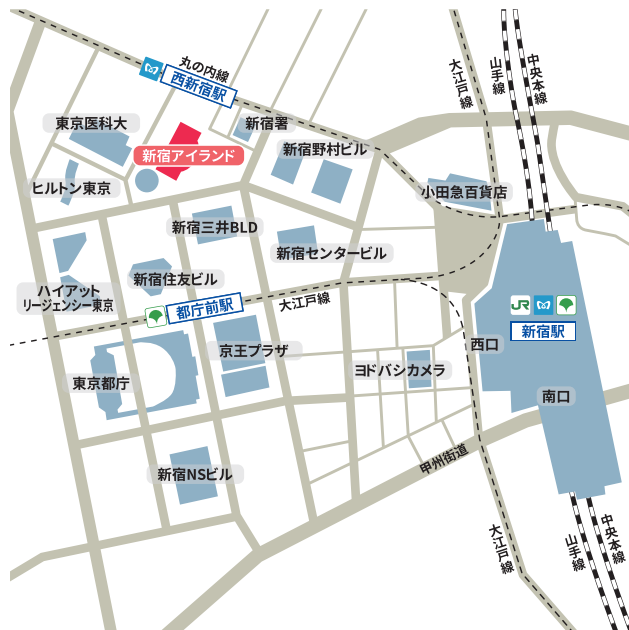 丸の内線
西新宿駅
大江戸線
山手線
中央本線
東京医科大
新宿署
新宿アイランド
新宿野村ビル
ヒルトン東京
小田急百貨店
新宿三井BLD
新宿センタービル
新宿住友ビル
ハイアット
リージェンシー東京
都庁前駅
大江戸線
JR
新宿駅
西口
京王プラザ
東京都庁
ヨドバシカメラ
南口
甲州街道
新宿NSビル
大江戸線
山手線
中央本線